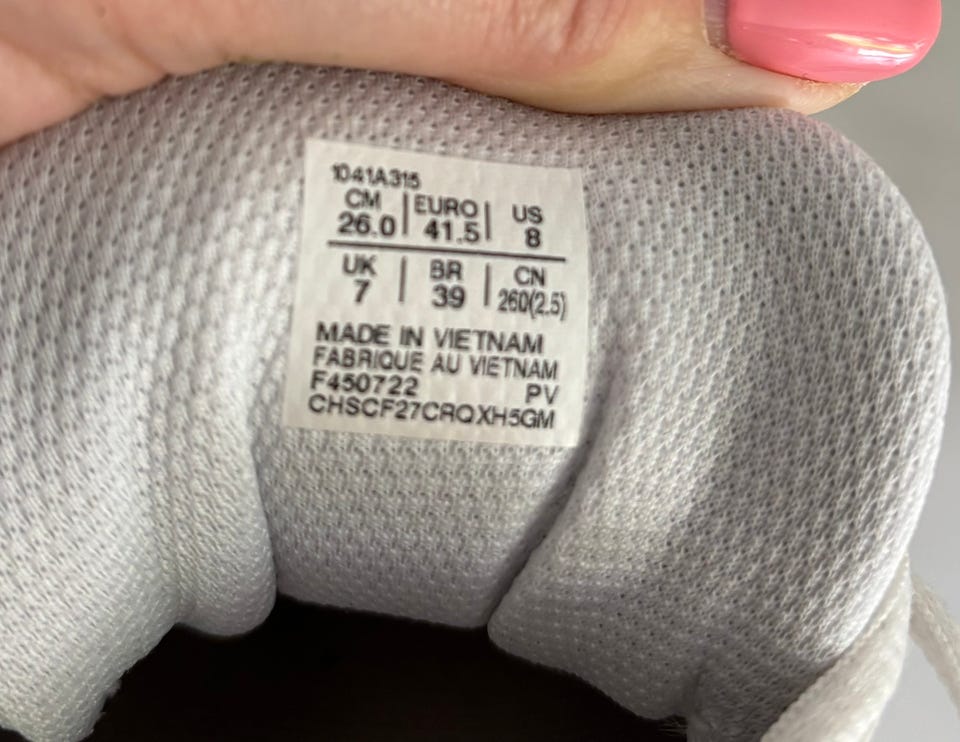 1041A315
CM | EURO | US
26.0 | 41.5 | 8
UK | BR | CN
7 | 39 | 260(2.5)
MADE IN VIETNAM
FABRIQUE AU VIETNAM
F450722 PV
CHSCF27CRQXH5GM